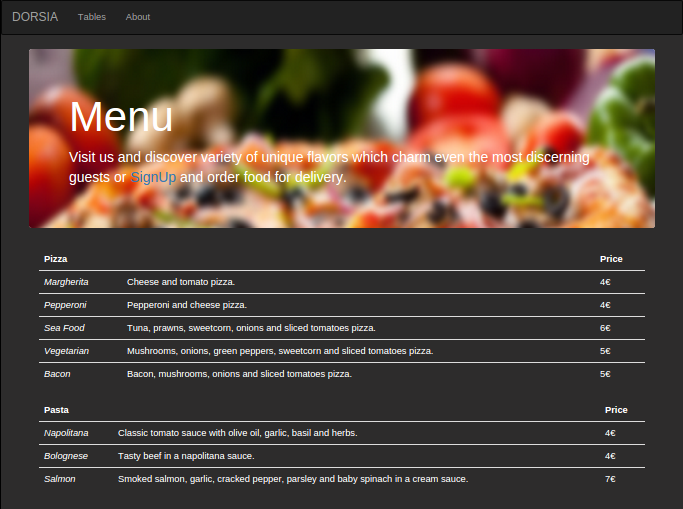 DORSIA Tables About
Menu
Visit us and discover variety of unique flavors which charm even the most discerning
guests or SignUp and order food for delivery.
Pizza Price
Margherita Cheese and tomato pizza. 4€
Pepperoni Pepperoni and cheese pizza. 4€
Sea Food Tuna, prawns, sweetcorn, onions and sliced tomatoes pizza. 6€
Vegetarian Mushrooms, onions, green peppers, sweetcorn and sliced tomatoes pizza. 5€
Bacon Bacon, mushrooms, onions and sliced tomatoes pizza. 5€
Pasta Price
Napolitana Classic tomato sauce with olive oil, garlic, basil and herbs. 4€
Bolognese Tasty beef in a napolitana sauce. 4€
Salmon Smoked salmon, garlic, cracked pepper, parsley and baby spinach in a cream sauce. 7€